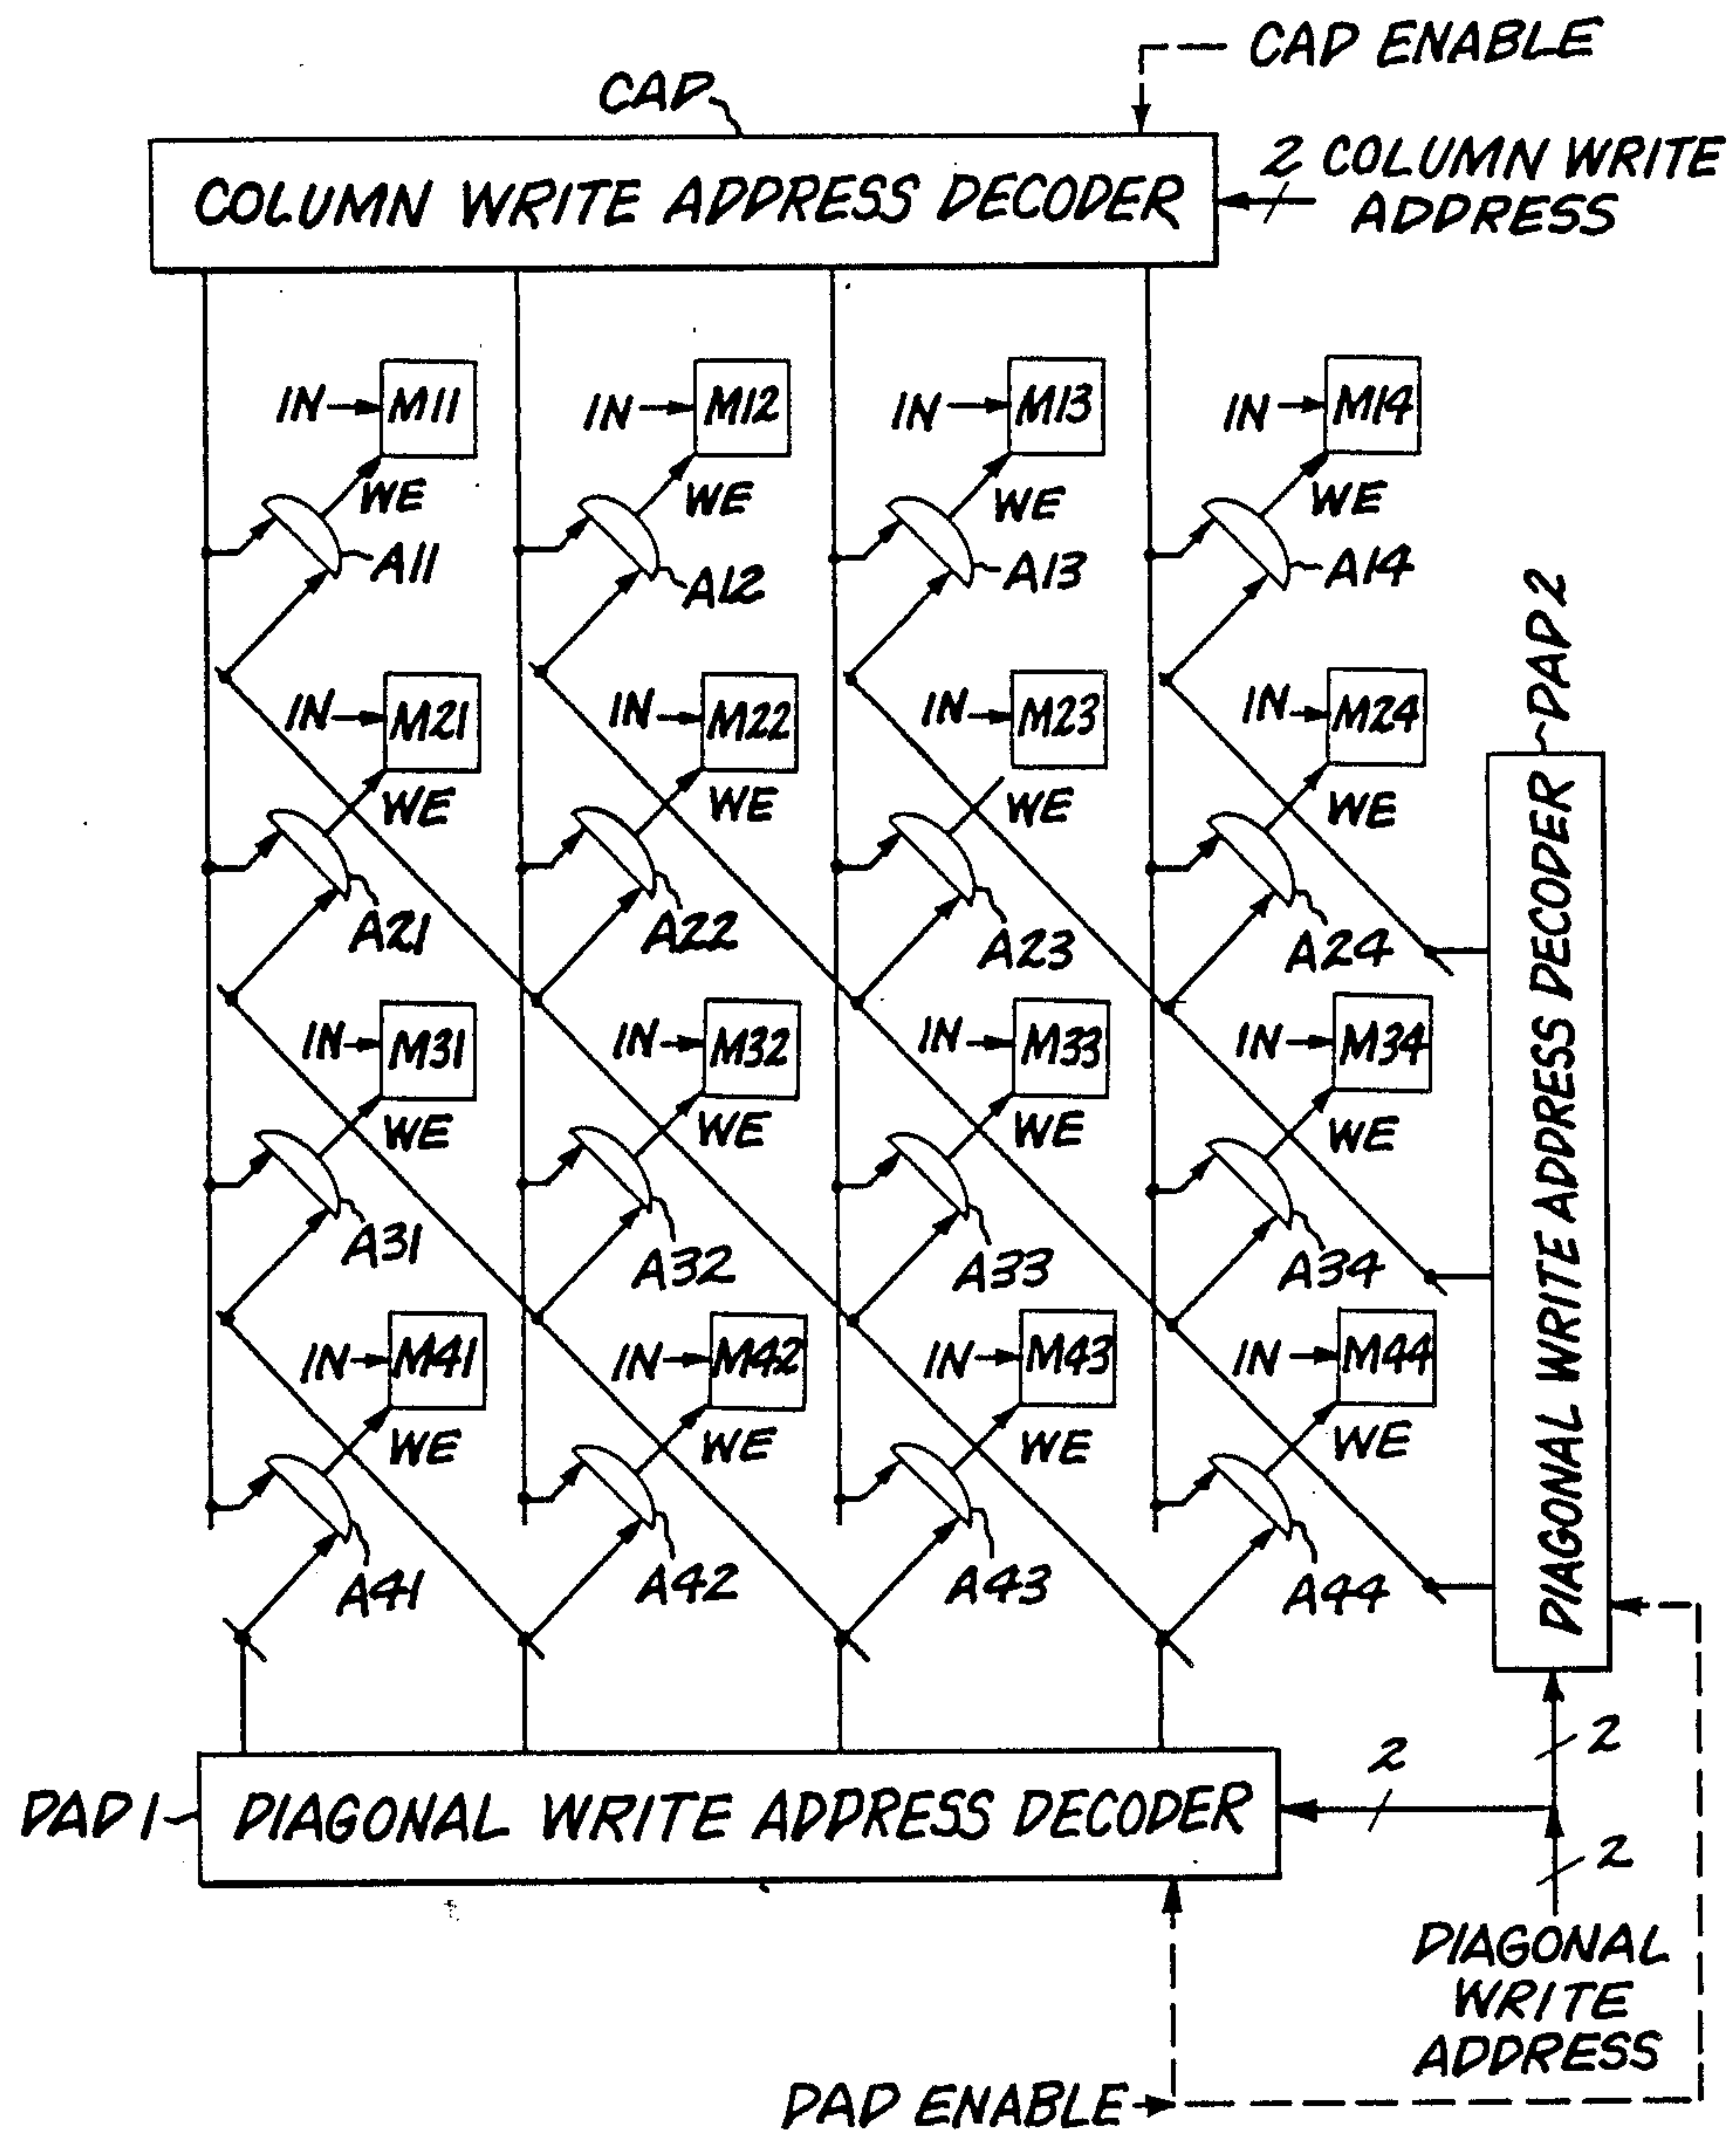 CAD ENABLE
CAD
2 COLUMN WRITE
ADDRESS
COLUMN WRITE ADDRESS DECODER
IN M11 IN M12 IN M13 IN M14
WE WE WE WE
A11 A12 A13 A14
DAD 2
IN M21 IN M22 IN M23 IN M24
WE WE WE WE
A21 A22 A23 A24
DIAGONAL WRITE ADDRESS DECODER
IN M31 IN M32 IN M33 IN M34
WE WE WE WE
A31 A32 A33 A34
IN M41 IN M42 IN M43 IN M44
WE WE WE WE
A41 A42 A43 A44
2
2
DAD 1
DIAGONAL WRITE ADDRESS DECODER
2
DIAGONAL
WRITE
ADDRESS
DAD ENABLE